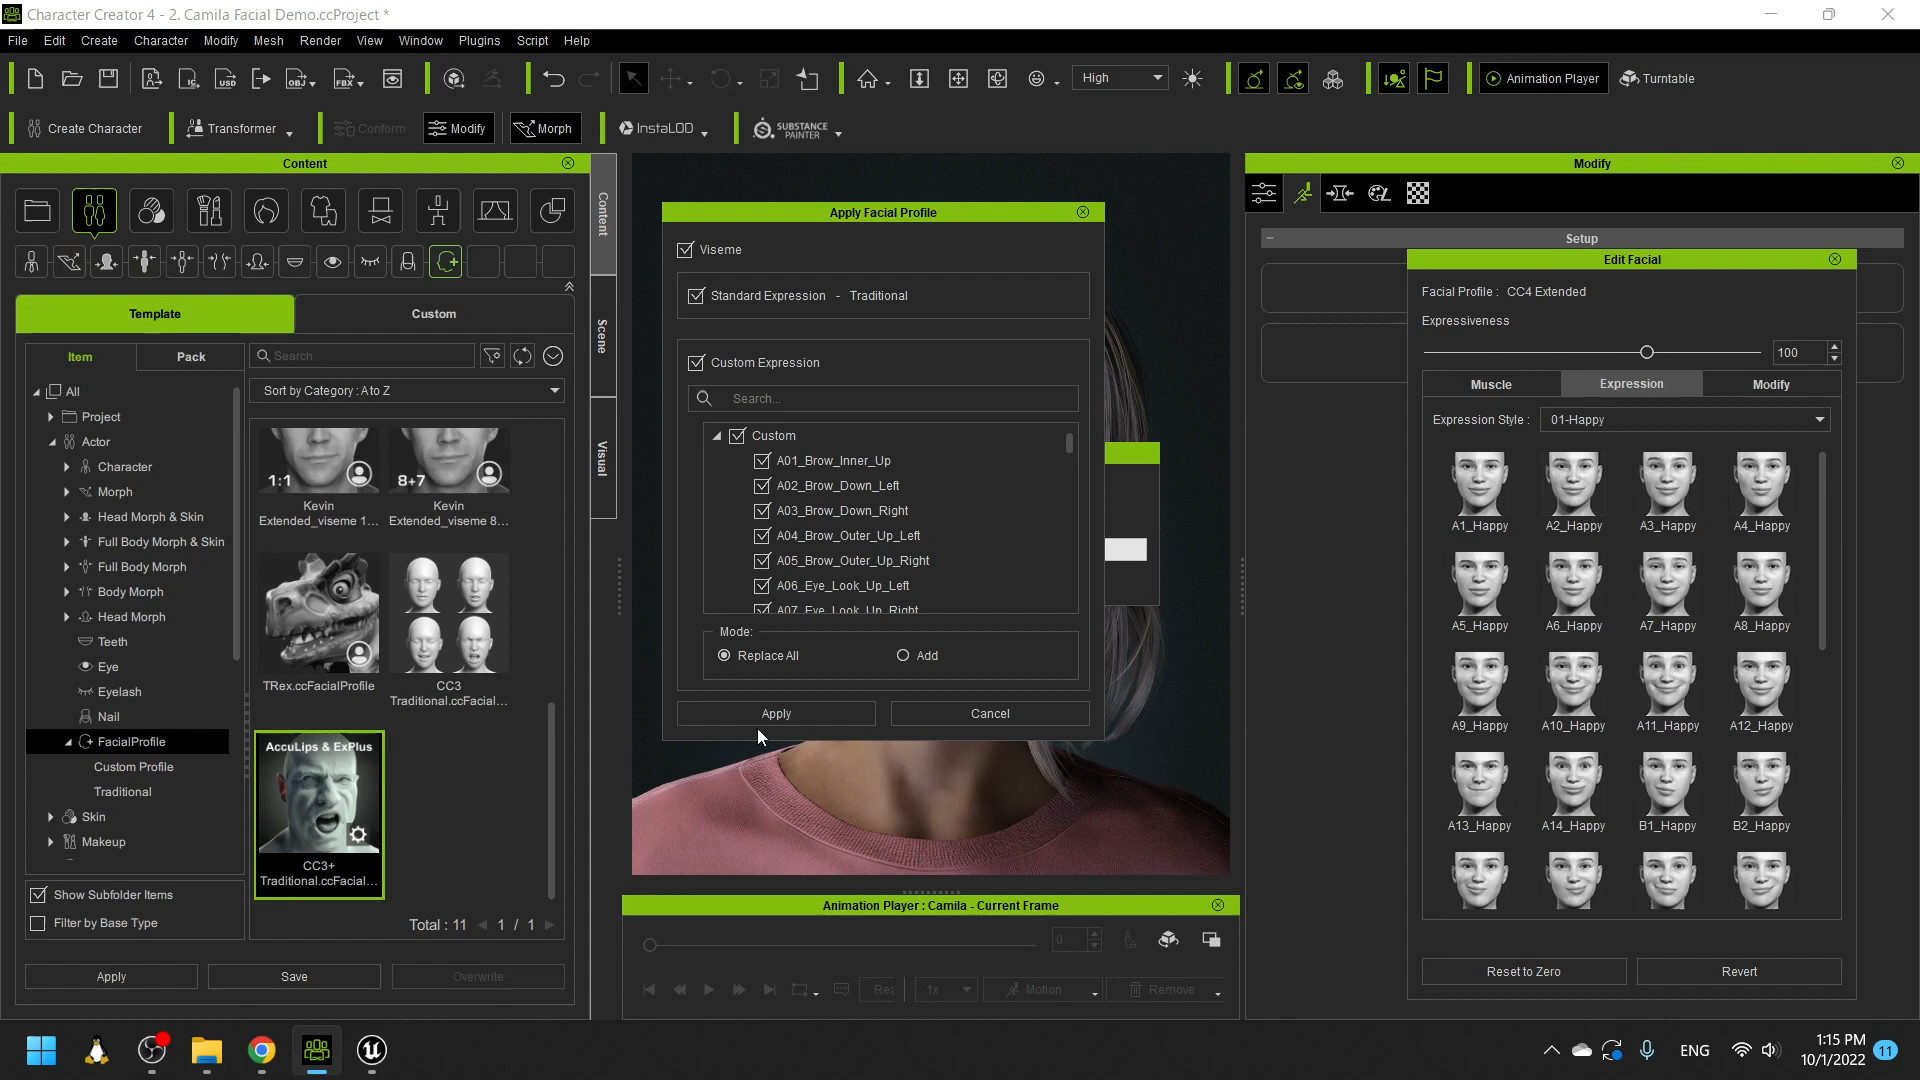 Character Creator 4 - 2. Camila Facial Demo.ccProject *
File Edit Create Character Modify Mesh Render View Window Plugins Script Help
IC USD OBJ FBX High Animation Player Turntable
Create Character Transformer Conform Modify Morph InstaLOD SUBSTANCE PAINTER
Content
Content
Scene
Visual
Template Custom
Item Pack Search
Sort by Category : A to Z
All
Project
Actor
Character
Morph
Head Morph & Skin
Full Body Morph & Skin
Full Body Morph
Body Morph
Head Morph
Teeth
Eye
Eyelash
Nail
FacialProfile
Custom Profile
Traditional
Skin
Makeup
Show Subfolder Items
Filter by Base Type
1:1
Kevin
Extended_viseme 1...
8+7
Kevin
Extended_viseme 8...
TRex.ccFacialProfile
CC3
Traditional.ccFacial...
AccuLips & ExPlus
CC3+
Traditional.ccFacial...
Total : 11 1 / 1
Apply Save Overwrite
Apply Facial Profile
Viseme
Standard Expression - Traditional
Custom Expression
Search...
Custom
A01_Brow_Inner_Up
A02_Brow_Down_Left
A03_Brow_Down_Right
A04_Brow_Outer_Up_Left
A05_Brow_Outer_Up_Right
A06_Eye_Look_Up_Left
A07_Eye_Look_Up_Right
Mode:
Replace All Add
Apply Cancel
Animation Player : Camila - Current Frame
0
1x Motion Remove
Modify
Setup
Edit Facial
Facial Profile : CC4 Extended
Expressiveness
100
Muscle Expression Modify
Expression Style : 01-Happy
A1_Happy A2_Happy A3_Happy A4_Happy
A5_Happy A6_Happy A7_Happy A8_Happy
A9_Happy A10_Happy A11_Happy A12_Happy
A13_Happy A14_Happy B1_Happy B2_Happy
Reset to Zero Revert
ENG
1:15 PM
10/1/2022
11